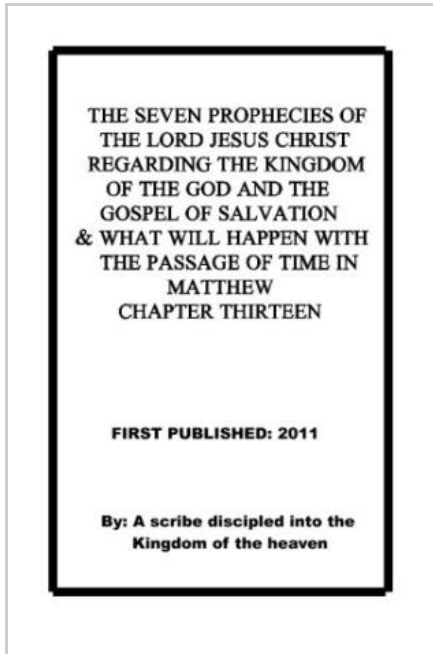 THE SEVEN PROPHECIES OF
THE LORD JESUS CHRIST
REGARDING THE KINGDOM
OF THE GOD AND THE
GOSPEL OF SALVATION
& WHAT WILL HAPPEN WITH
THE PASSAGE OF TIME IN
MATTHEW
CHAPTER THIRTEEN
FIRST PUBLISHED: 2011
By: A scribe discipled into the
Kingdom of the heaven